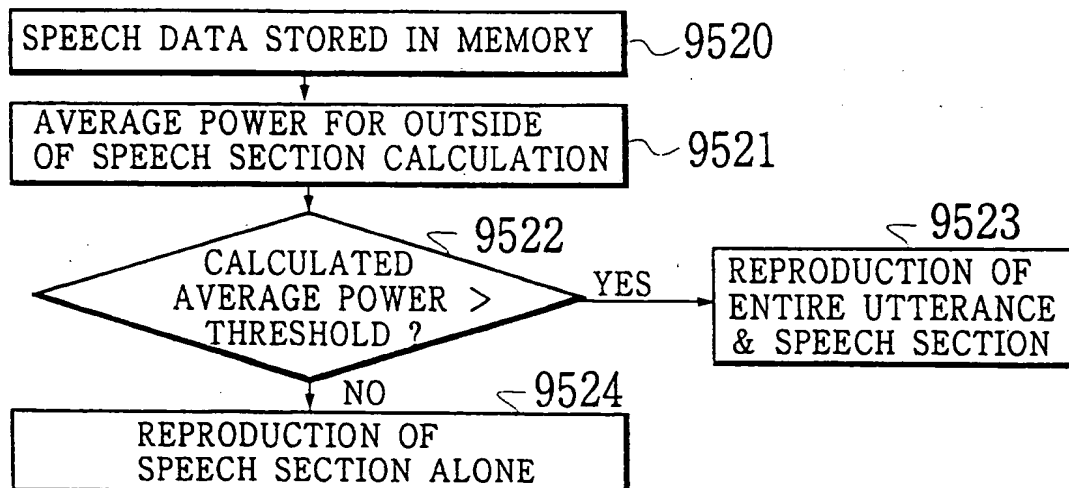 SPEECH DATA STORED IN MEMORY
9520
AVERAGE POWER FOR OUTSIDE
OF SPEECH SECTION CALCULATION
9521
9522
CALCULATED
AVERAGE POWER >
THRESHOLD ?
YES
9523
REPRODUCTION OF
ENTIRE UTTERANCE
& SPEECH SECTION
NO
9524
REPRODUCTION OF
SPEECH SECTION ALONE